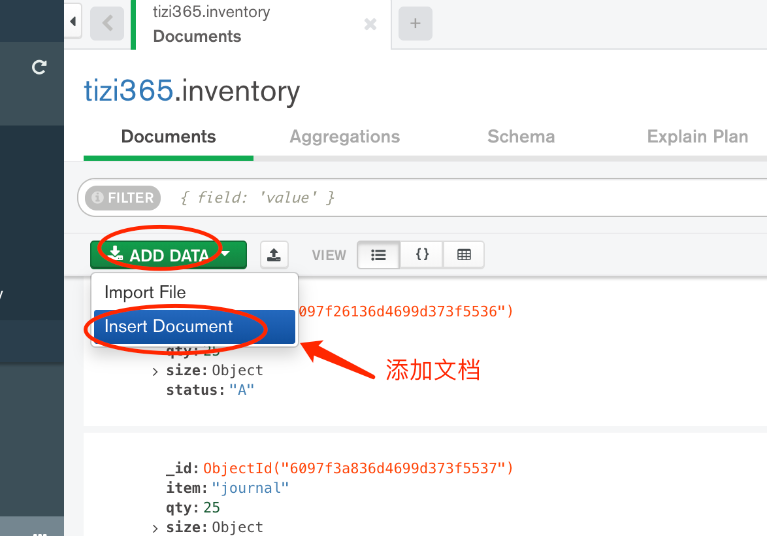 tizi365.inventory
Documents
tizi365.inventory
Documents Aggregations Schema Explain Plan
FILTER { field: 'value' }
ADD DATA VIEW { }
Import File
Insert Document
6097f26136d4699d373f5536")
添加文档
qty: 25
size: Object
status: "A"
_id: ObjectId("6097f3a836d4699d373f5537")
item: "journal"
qty: 25
size: Object